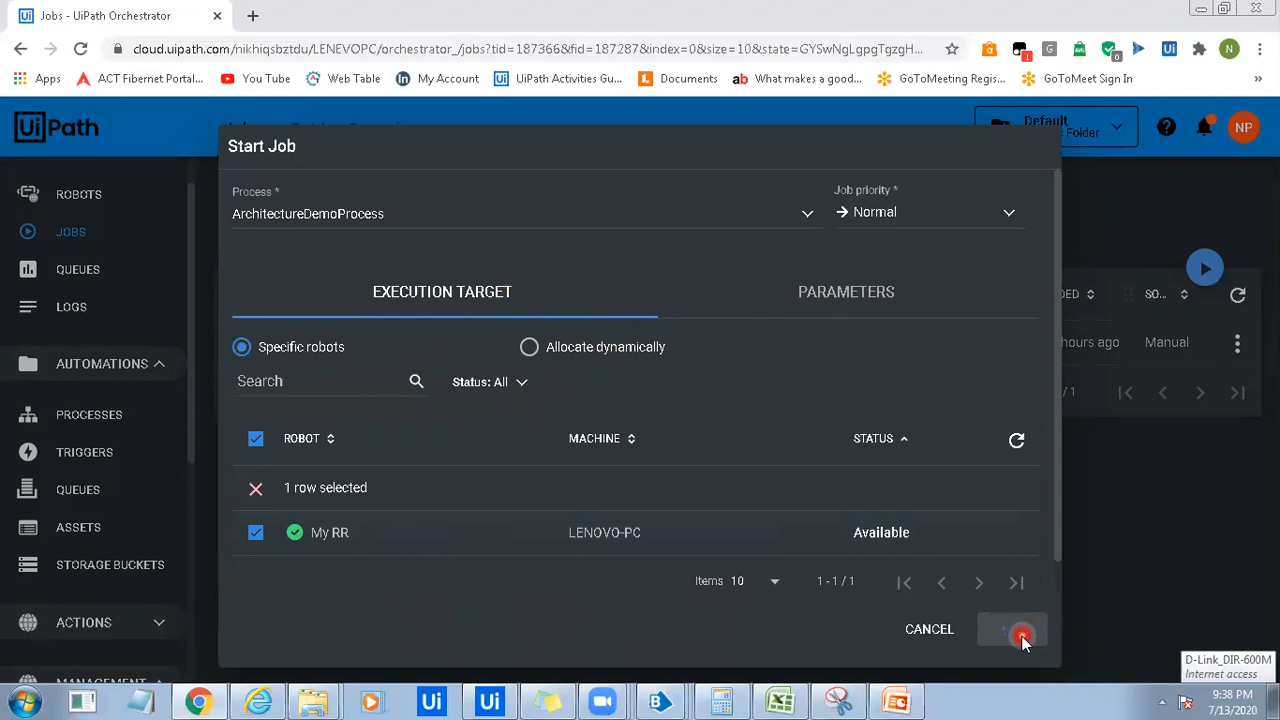 Jobs - UiPath Orchestrator
cloud.uipath.com/nikhiqsbztdu/LENEVOPC/orchestrator_/jobs?tid=187366&fid=187287&index=0&size=10&state=GYSwNgLgpgTgzgH...
Apps ACT Fibernet Portal... You Tube Web Table My Account UiPath Activities Gu... Documents What makes a good... GoToMeeting Regis... GoToMeet Sign In »
UiPath
Default
Folder
NP
Start Job
Process *
ArchitectureDemoProcess
Job priority *
Normal
ROBOTS
JOBS
QUEUES
LOGS
AUTOMATIONS
PROCESSES
TRIGGERS
QUEUES
ASSETS
STORAGE BUCKETS
ACTIONS
EXECUTION TARGET PARAMETERS
Specific robots Allocate dynamically
Search Status: All
ROBOT MACHINE STATUS
1 row selected
My RR LENOVO-PC Available
Items 10 1 - 1 / 1
CANCEL
DED SO...
hours ago Manual
/ 1
D-Link_DIR-600M
Internet access
9:38 PM
7/13/2020